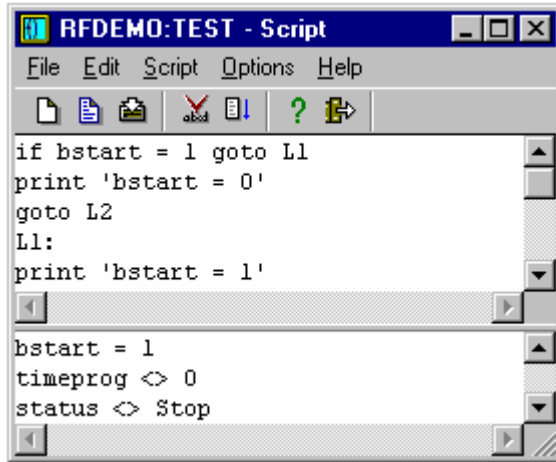 RFDEMO:TEST - Script
File Edit Script Options Help
abcd
if bstart = 1 goto L1
print 'bstart = 0'
goto L2
L1:
print 'bstart = 1'
bstart = 1
timeprog <> 0
status <> Stop